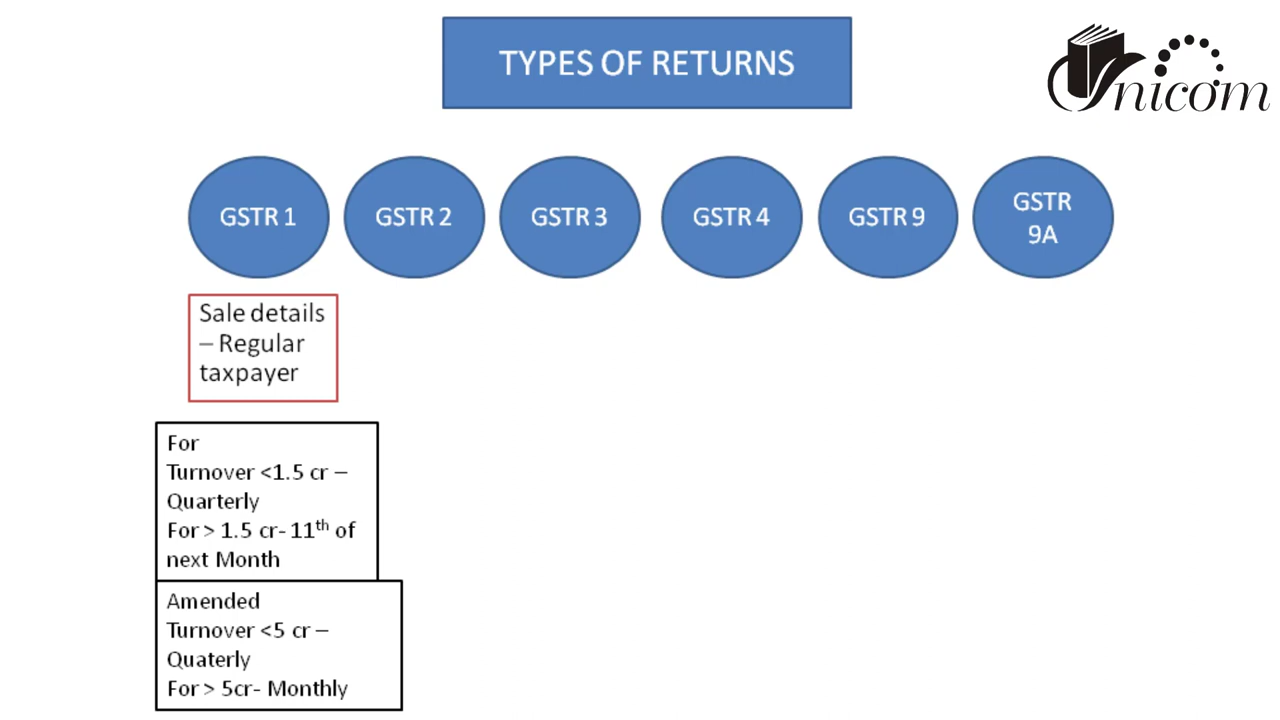 TYPES OF RETURNS
Unicom
GSTR 1
GSTR 2
GSTR 3
GSTR 4
GSTR 9
GSTR
9A
Sale details
– Regular
taxpayer
For
Turnover <1.5 cr –
Quarterly
For > 1.5 cr- 11th of
next Month
Amended
Turnover <5 cr –
Quaterly
For > 5cr- Monthly